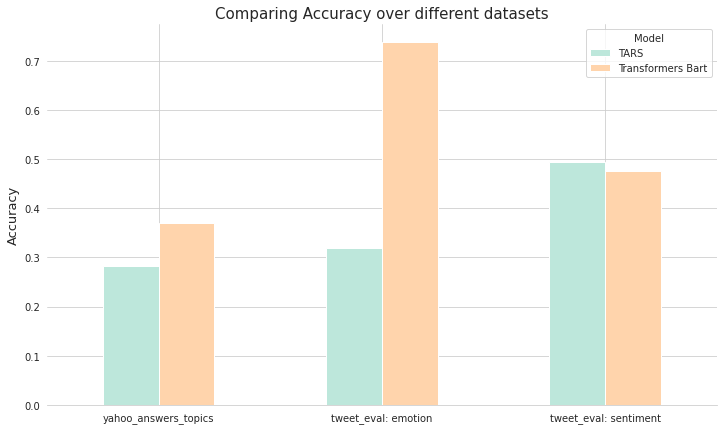 Comparing Accuracy over different datasets
Model
TARS
Transformers Bart
Accuracy
0.7
0.6
0.5
0.4
0.3
0.2
0.1
0.0
yahoo_answers_topics
tweet_eval: emotion
tweet_eval: sentiment